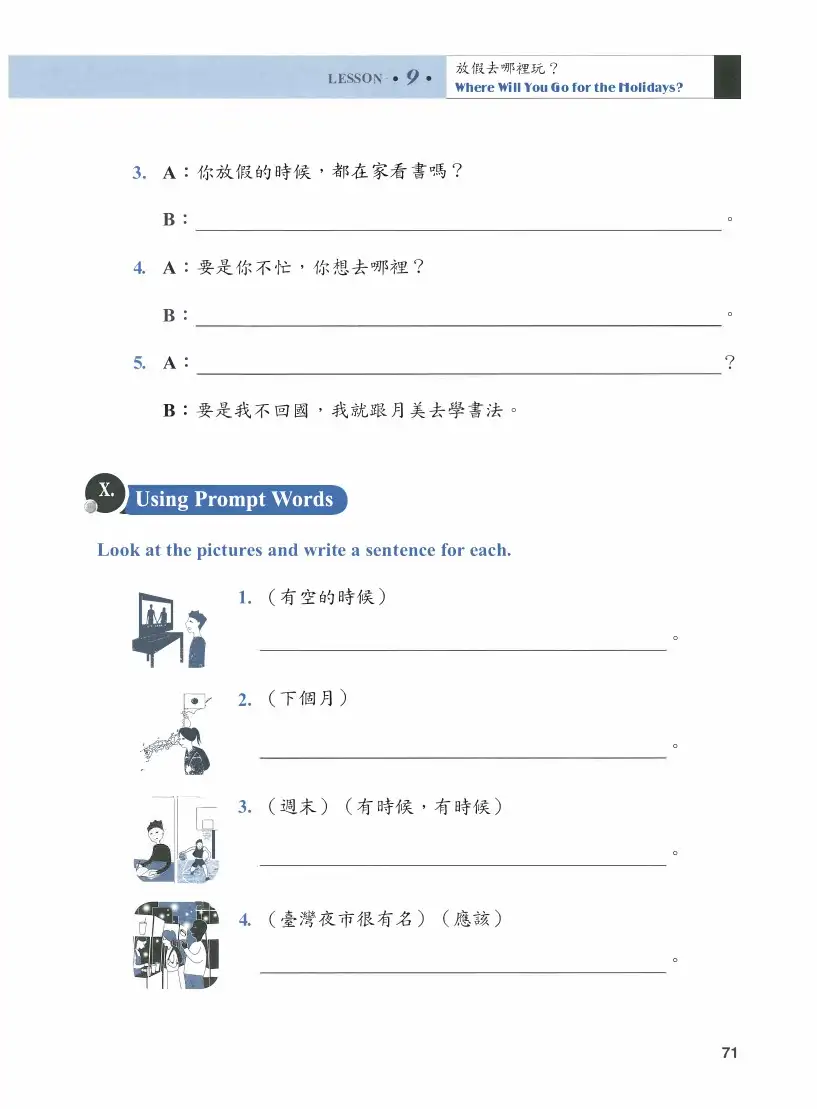 LESSON • 9 •
放假去哪裡玩？
Where Will You Go for the Holidays?
3. A：你放假的時候，都在家看書嗎？
B：。
4. A：要是你不忙，你想去哪裡？
B：。
5. A：？
B：要是我不回國，我就跟月美去學書法。
X. Using Prompt Words
Look at the pictures and write a sentence for each.
1. （有空的時候）
。
2. （下個月）
。
3. （週末）（有時候，有時候）
。
4. （臺灣夜市很有名）（應該）
。
71